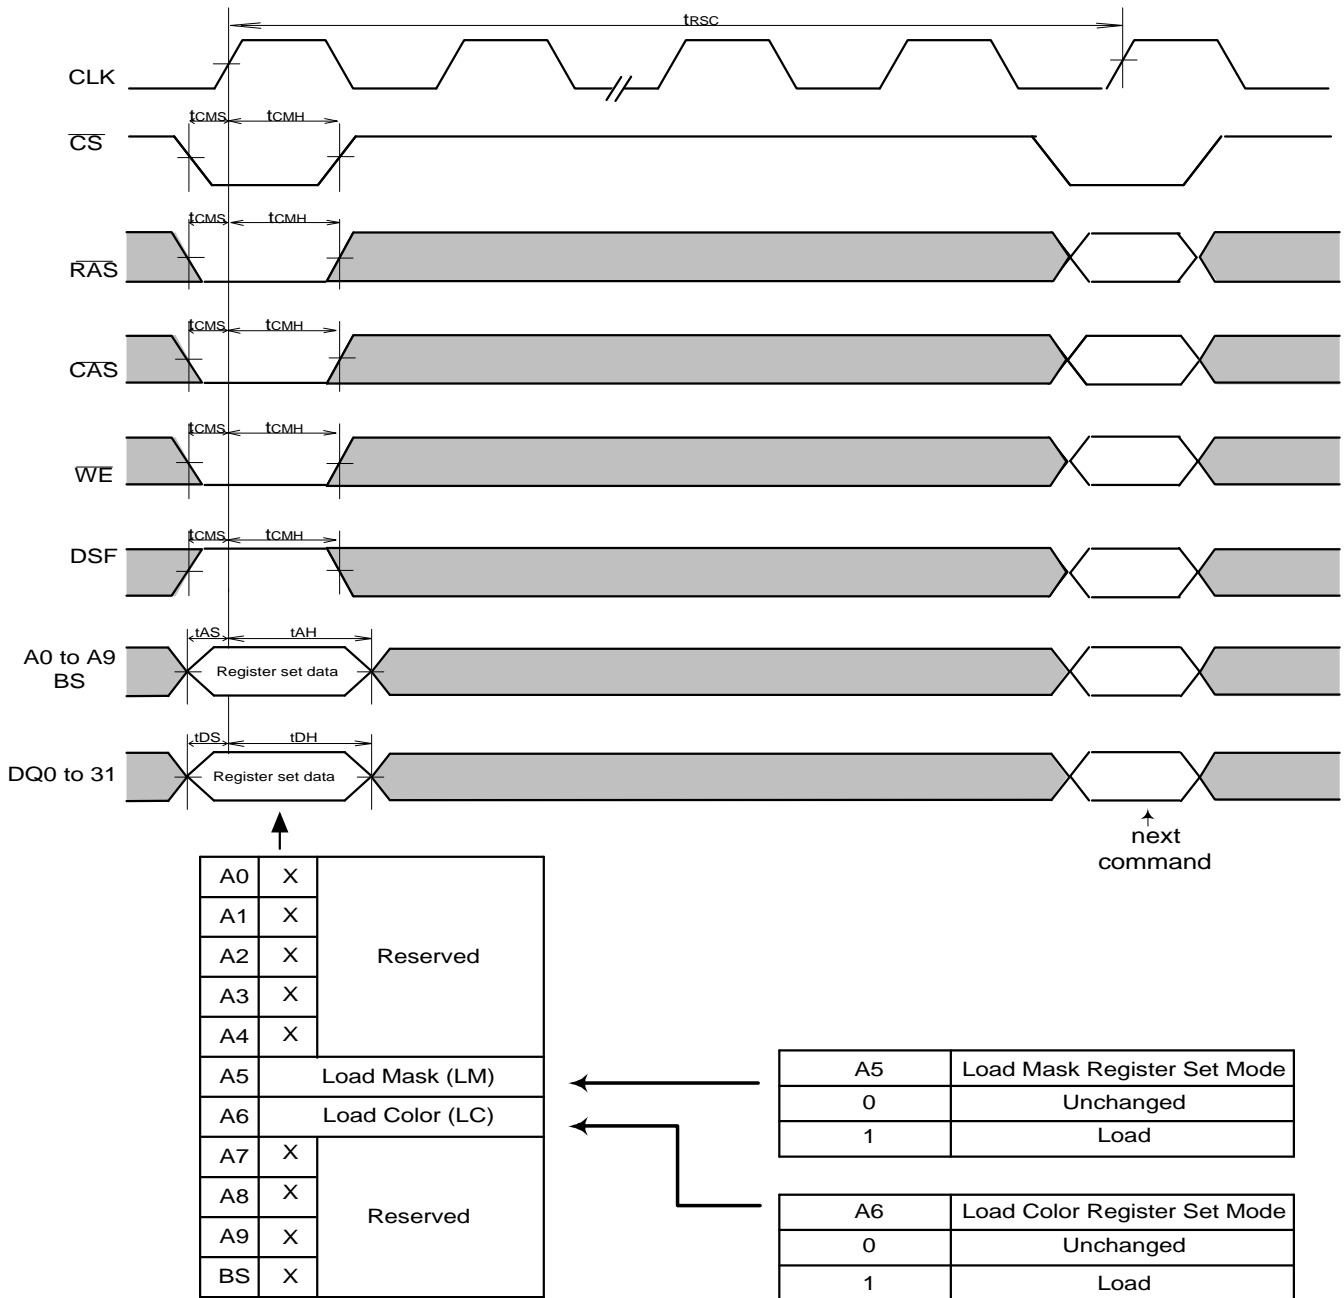 tRSC
CLK
tCMS tCMH
CS
tCMS tCMH
RAS
tCMS tCMH
CAS
tCMS tCMH
WE
tCMS tCMH
DSF
tAS tAH
A0 to A9
BS
Register set data
tDS tDH
DQ0 to 31
Register set data
next
command
A0 X
A1 X
A2 X Reserved
A3 X
A4 X
A5 Load Mask (LM)
A6 Load Color (LC)
A7 X
A8 X
Reserved
A9 X
BS X
A5 Load Mask Register Set Mode
0 Unchanged
1 Load
A6 Load Color Register Set Mode
0 Unchanged
1 Load